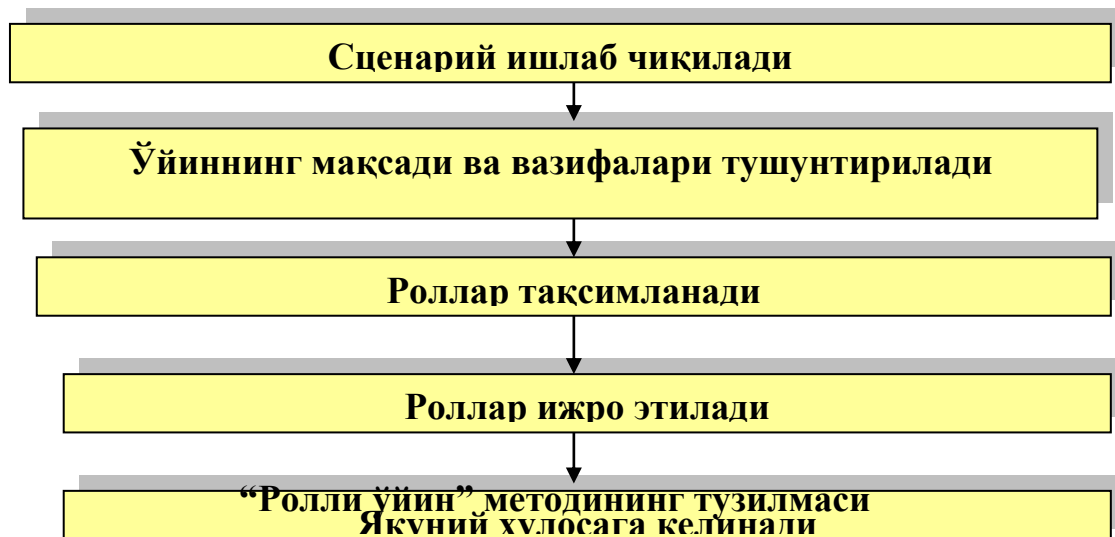 Сценарий ишлаб чиқилади
Ўйиннинг мақсади ва вазифалари тушунтирилади
Роллар тақсимланади
Роллар ижро этилади
“Ролли ўйин” методининг тузилмаси
Якуний хулосага келинади